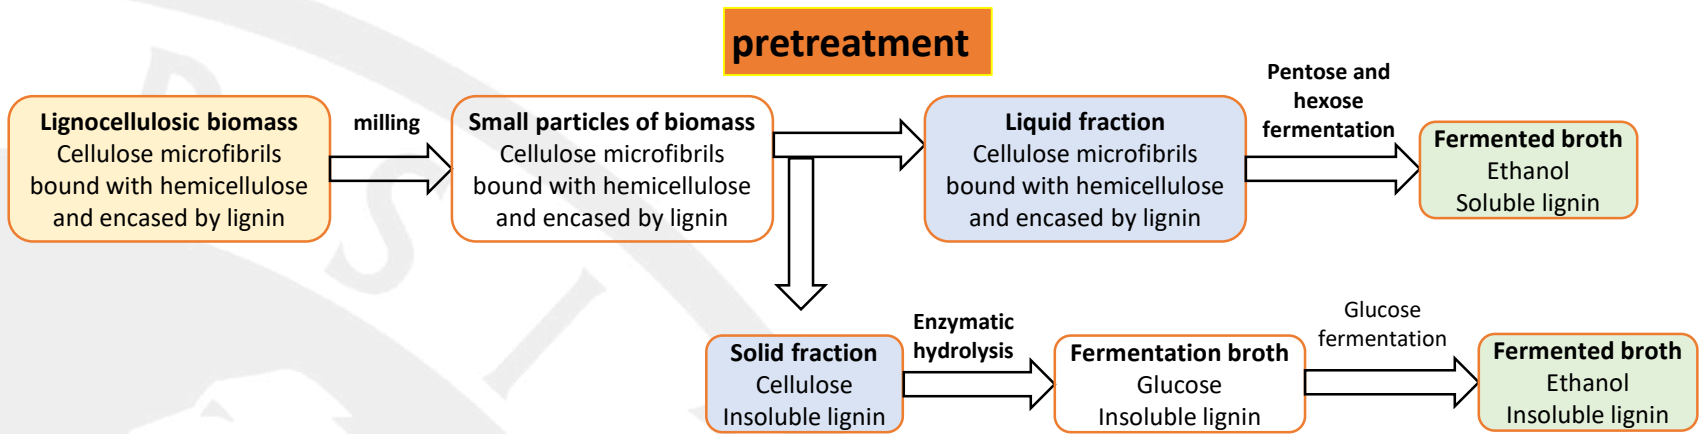 pretreatment
Lignocellulosic biomass
Cellulose microfibrils
bound with hemicellulose
and encased by lignin
milling
Small particles of biomass
Cellulose microfibrils
bound with hemicellulose
and encased by lignin
Liquid fraction
Cellulose microfibrils
bound with hemicellulose
and encased by lignin
Pentose and
hexose
fermentation
Fermented broth
Ethanol
Soluble lignin
Solid fraction
Cellulose
Insoluble lignin
Enzymatic
hydrolysis
Fermentation broth
Glucose
Insoluble lignin
Glucose
fermentation
Fermented broth
Ethanol
Insoluble lignin